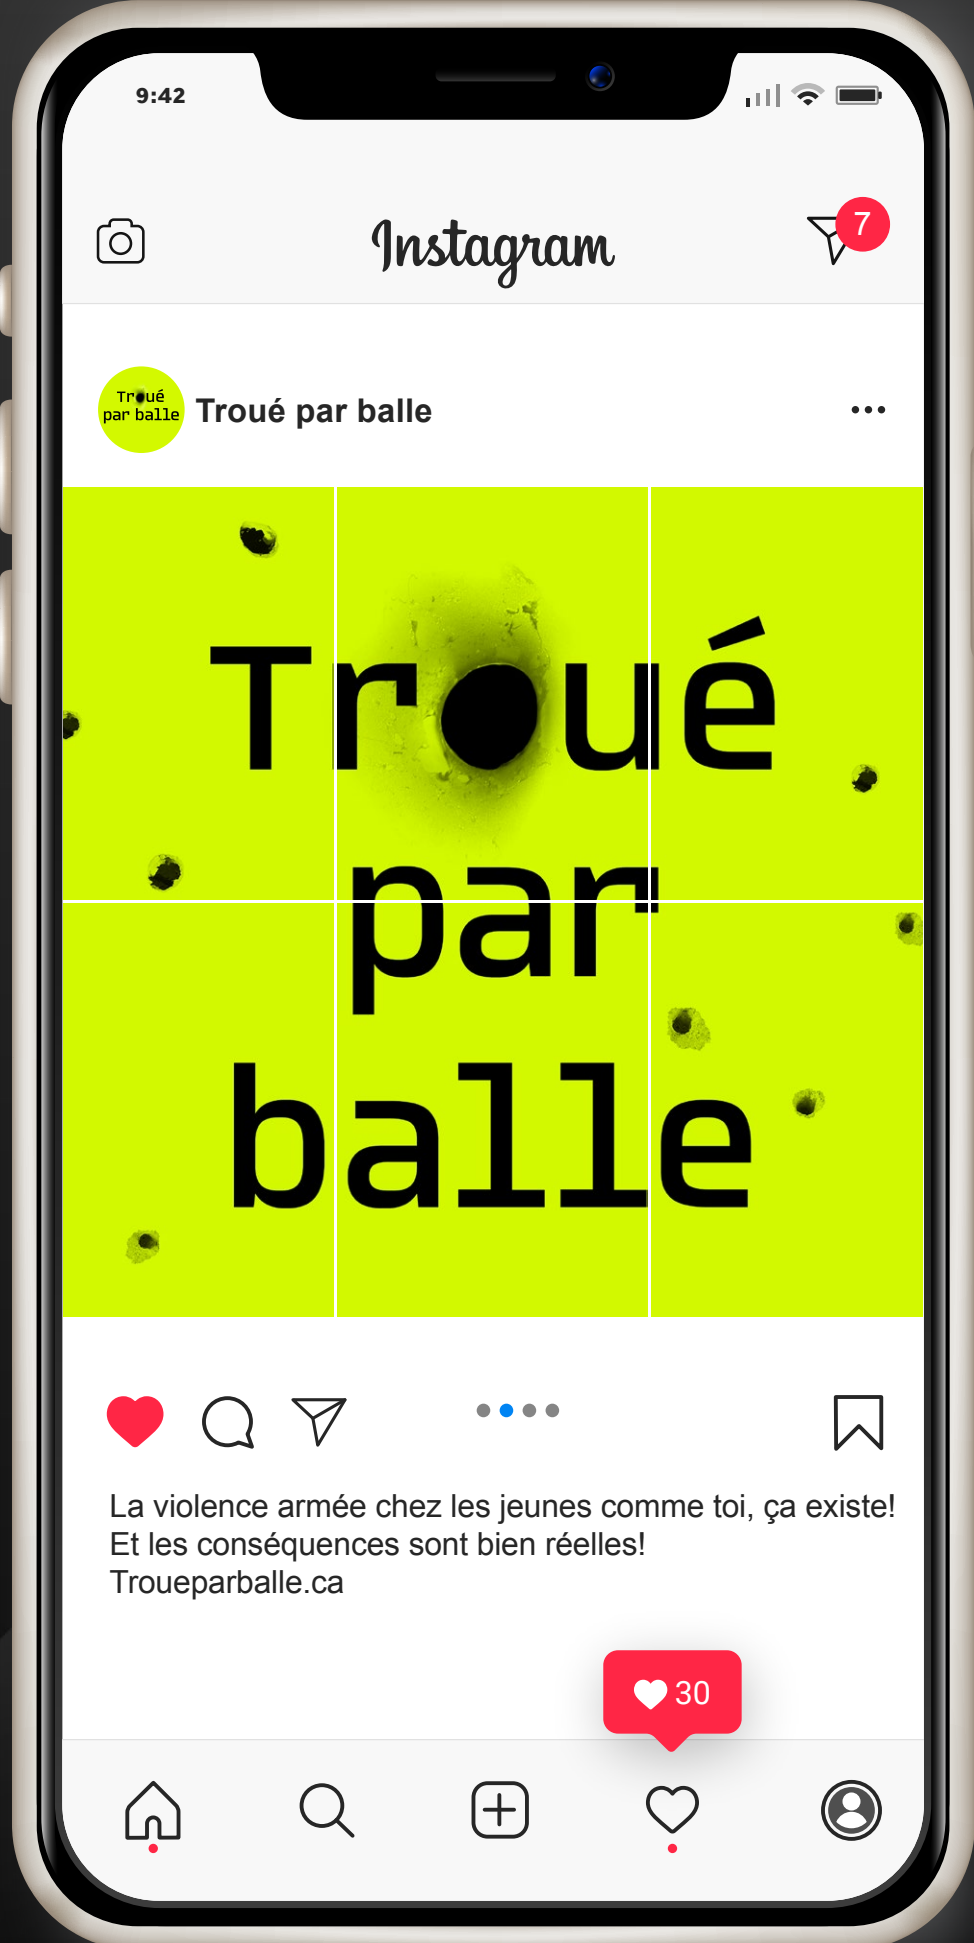 9:42
Instagram
7
Troué
par balle
Troué par balle
Troué
par
balle
La violence armée chez les jeunes comme toi, ça existe!
Et les conséquences sont bien réelles!
Troueparballe.ca
30